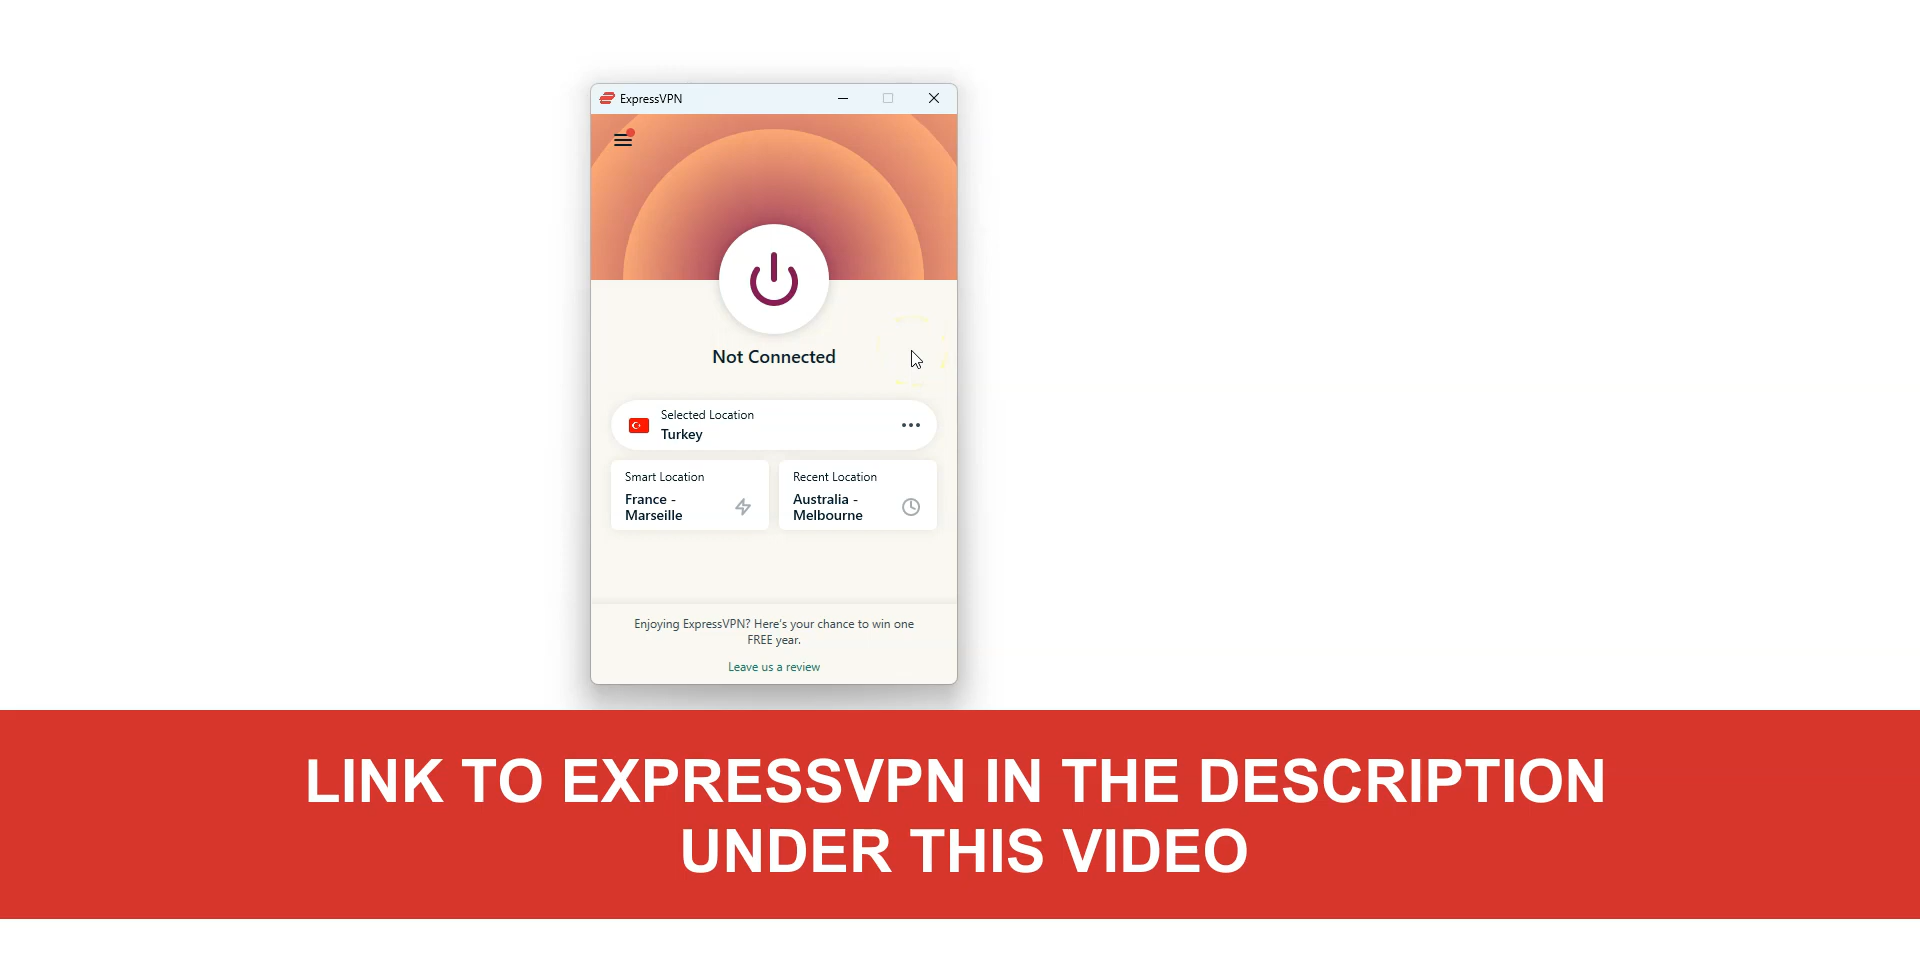 ExpressVPN
Not Connected
Selected Location
Turkey
Smart Location
France -
Marseille
Recent Location
Australia -
Melbourne
Enjoying ExpressVPN? Here's your chance to win one
FREE year.
Leave us a review
LINK TO EXPRESSVPN IN THE DESCRIPTION
UNDER THIS VIDEO